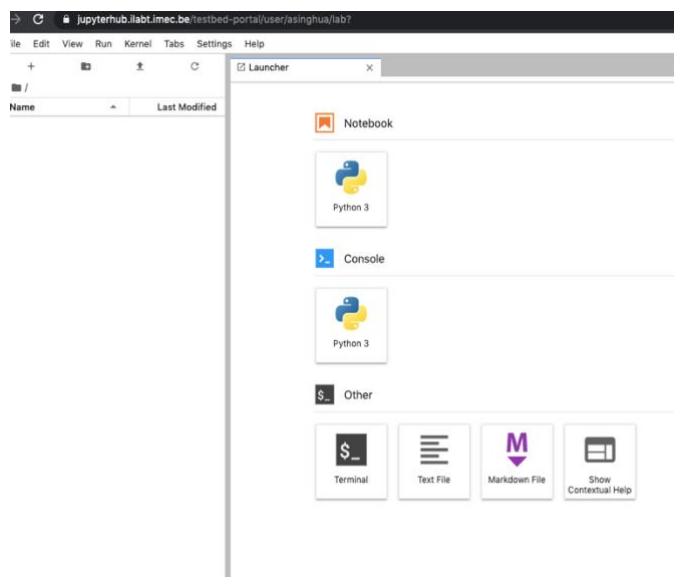 jupyterhub.ilabt.imec.be/testbed-portal/user/asinghua/lab?
ile Edit View Run Kernel Tabs Settings Help
Launcher
/
Name Last Modified
Notebook
Python 3
Console
Python 3
$_ Other
$_
M
Terminal
Text File
Markdown File
Show
Contextual Help